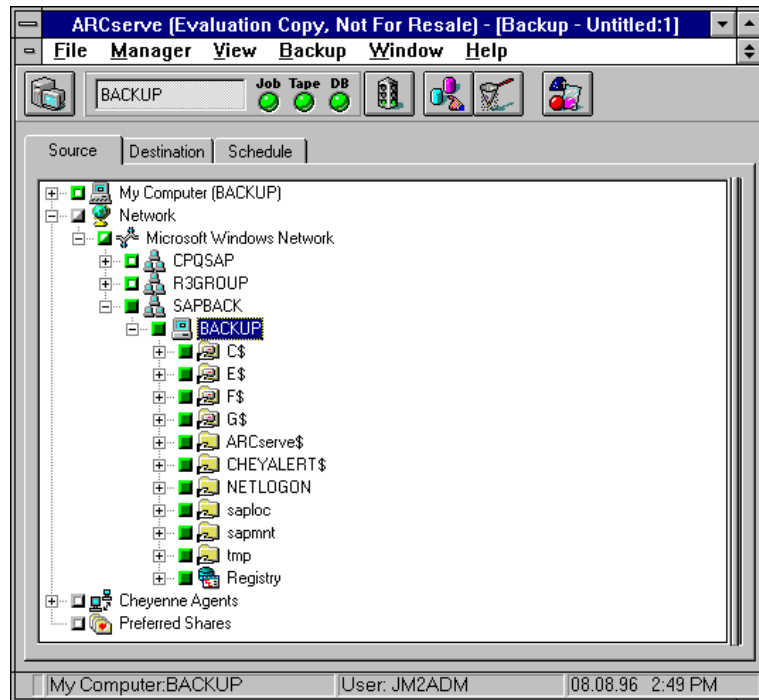 ARCserve (Evaluation Copy, Not For Resale) - [Backup - Untitled:1]
File Manager View Backup Window Help
BACKUP Job Tape DB
Source Destination Schedule
My Computer (BACKUP)
Network
Microsoft Windows Network
CPQSAP
R3GROUP
SAPBACK
BACKUP
C$
E$
F$
G$
ARCserve$
CHEYALERT$
NETLOGON
saploc
sapmnt
tmp
Registry
Cheyenne Agents
Preferred Shares
My Computer:BACKUP User: JM2ADM 08.08.96 2:49 PM